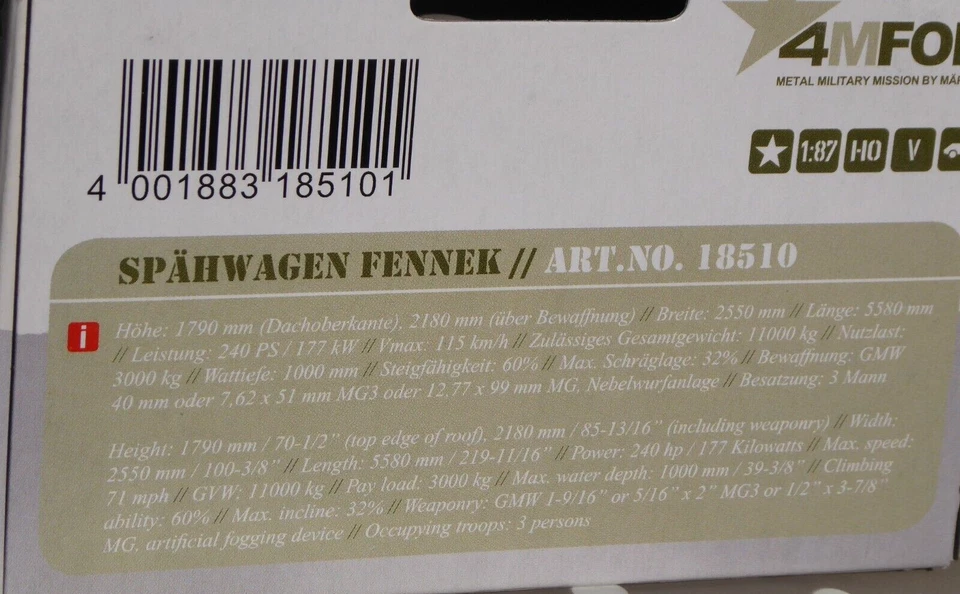 4MFO
METAL MILITARY MISSION BY MÄR
1:87 HO V
4 001883 185101
SPÄHWAGEN FENNEK // ART.NO. 18510
i
Höhe: 1790 mm (Dachoberkante), 2180 mm (über Bewaffnung) // Breite: 2550 mm // Länge: 5580 mm
// Leistung: 240 PS / 177 kW // Vmax: 115 km/h // Zulässiges Gesamtgewicht: 11000 kg // Nutzlast:
3000 kg // Wattiefe: 1000 mm // Steigfähigkeit: 60% // Max. Schräglage: 32% // Bewaffnung: GMW
40 mm oder 7,62 x 51 mm MG3 oder 12,77 x 99 mm MG, Nebelwurfanlage // Besatzung: 3 Mann
Height: 1790 mm / 70-1/2” (top edge of roof), 2180 mm / 85-13/16” (including weaponry) // Width:
2550 mm / 100-3/8” // Length: 5580 mm / 219-11/16” // Power: 240 hp / 177 Kilowatts // Max. speed:
71 mph // GVW: 11000 kg // Pay load: 3000 kg // Max. water depth: 1000 mm / 39-3/8” // Climbing
ability: 60% // Max. incline: 32% // Weaponry: GMW 1-9/16” or 5/16” x 2” MG3 or 1/2” x 3-7/8”
MG, artificial fogging device // Occupying troops: 3 persons